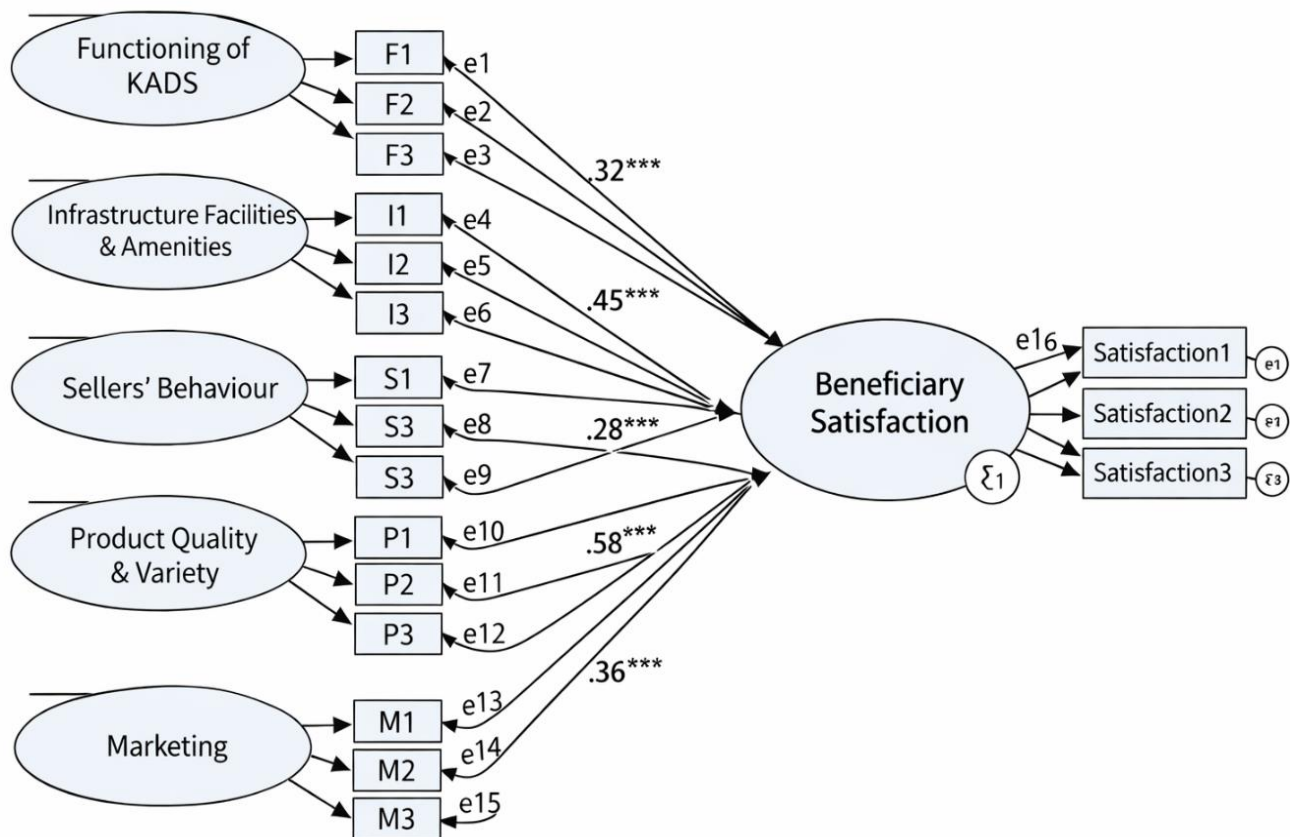 Functioning of
KADS
F1
e1
F2
e2
F3
e3
.32***
Infrastructure Facilities
& Amenities
I1
e4
I2
e5
I3
e6
.45***
Sellers' Behaviour
S1
e7
S3
e8
S3
e9
.28***
Product Quality
& Variety
P1
e10
P2
e11
P3
e12
.58***
Marketing
M1
e13
M2
e14
M3
e15
.36***
Beneficiary
Satisfaction
ξ1
e16
Satisfaction1
e1
Satisfaction2
Satisfaction3